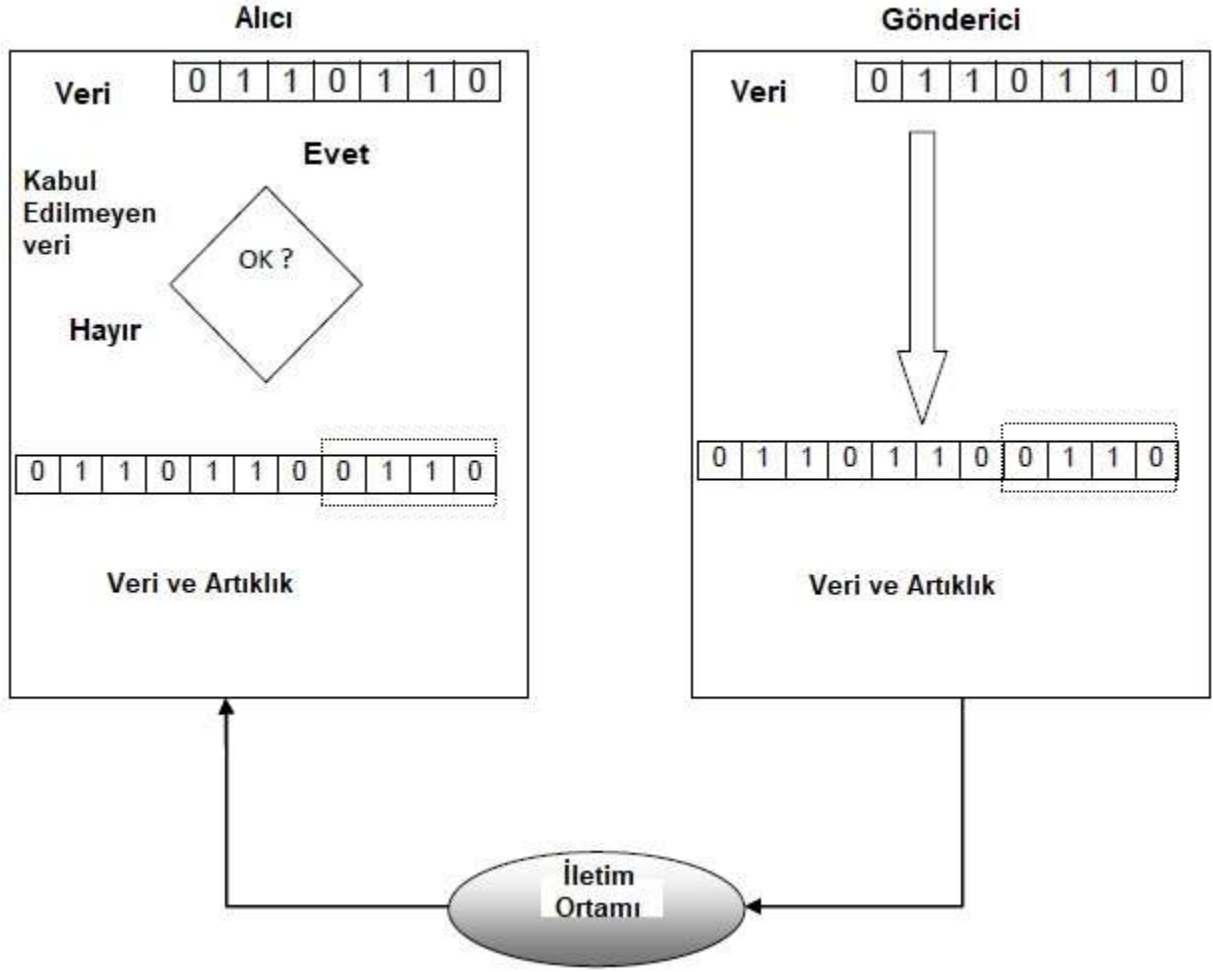 Alıcı
Veri
0 1 1 0 1 1 0
Evet
Kabul
Edilmeyen
veri
OK ?
Hayır
0 1 1 0 1 1 0 0 1 1 0
Veri ve Artıklık
Gönderici
Veri
0 1 1 0 1 1 0
0 1 1 0 1 1 0 0 1 1 0
Veri ve Artıklık
İletim
Ortamı